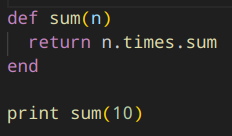 def sum(n)
  return n.times.sum
end

print sum(10)